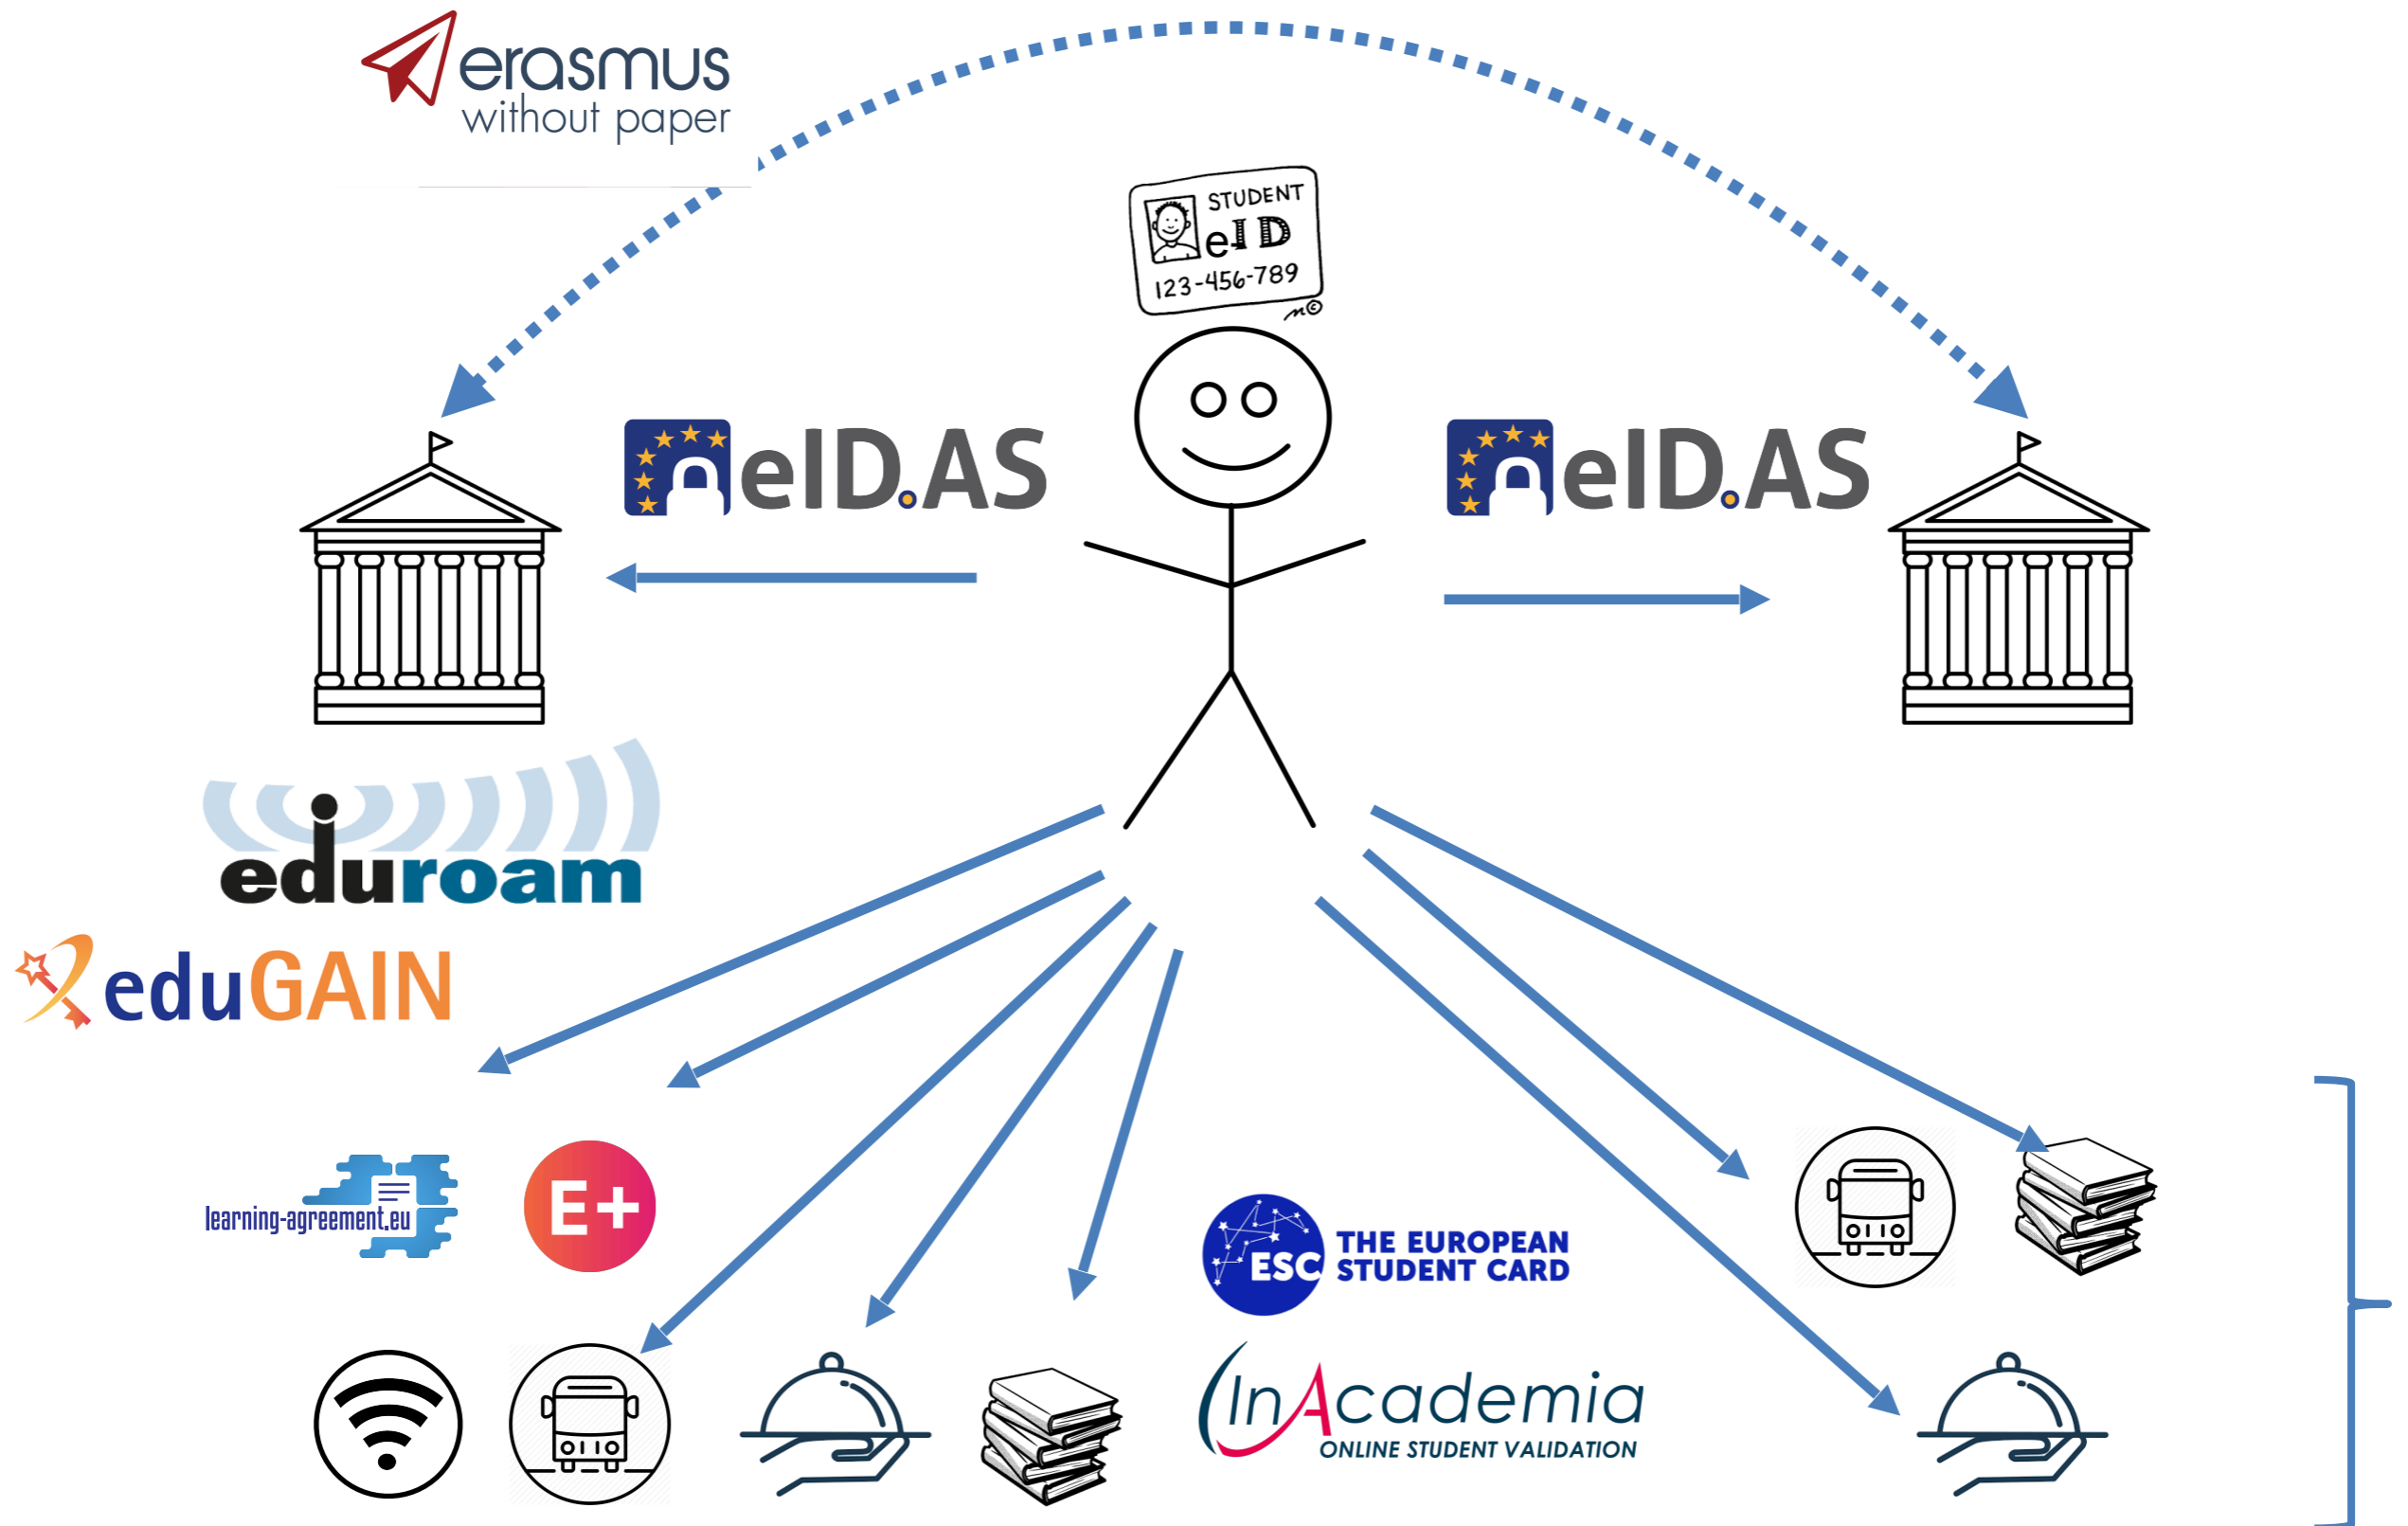 erasmus
without paper
STUDENT
eID
123-456-789
eID.AS
eID.AS
eduroam
eduGAIN
learning-agreement.eu
E+
ESC
THE EUROPEAN
STUDENT CARD
InAcademia
ONLINE STUDENT VALIDATION